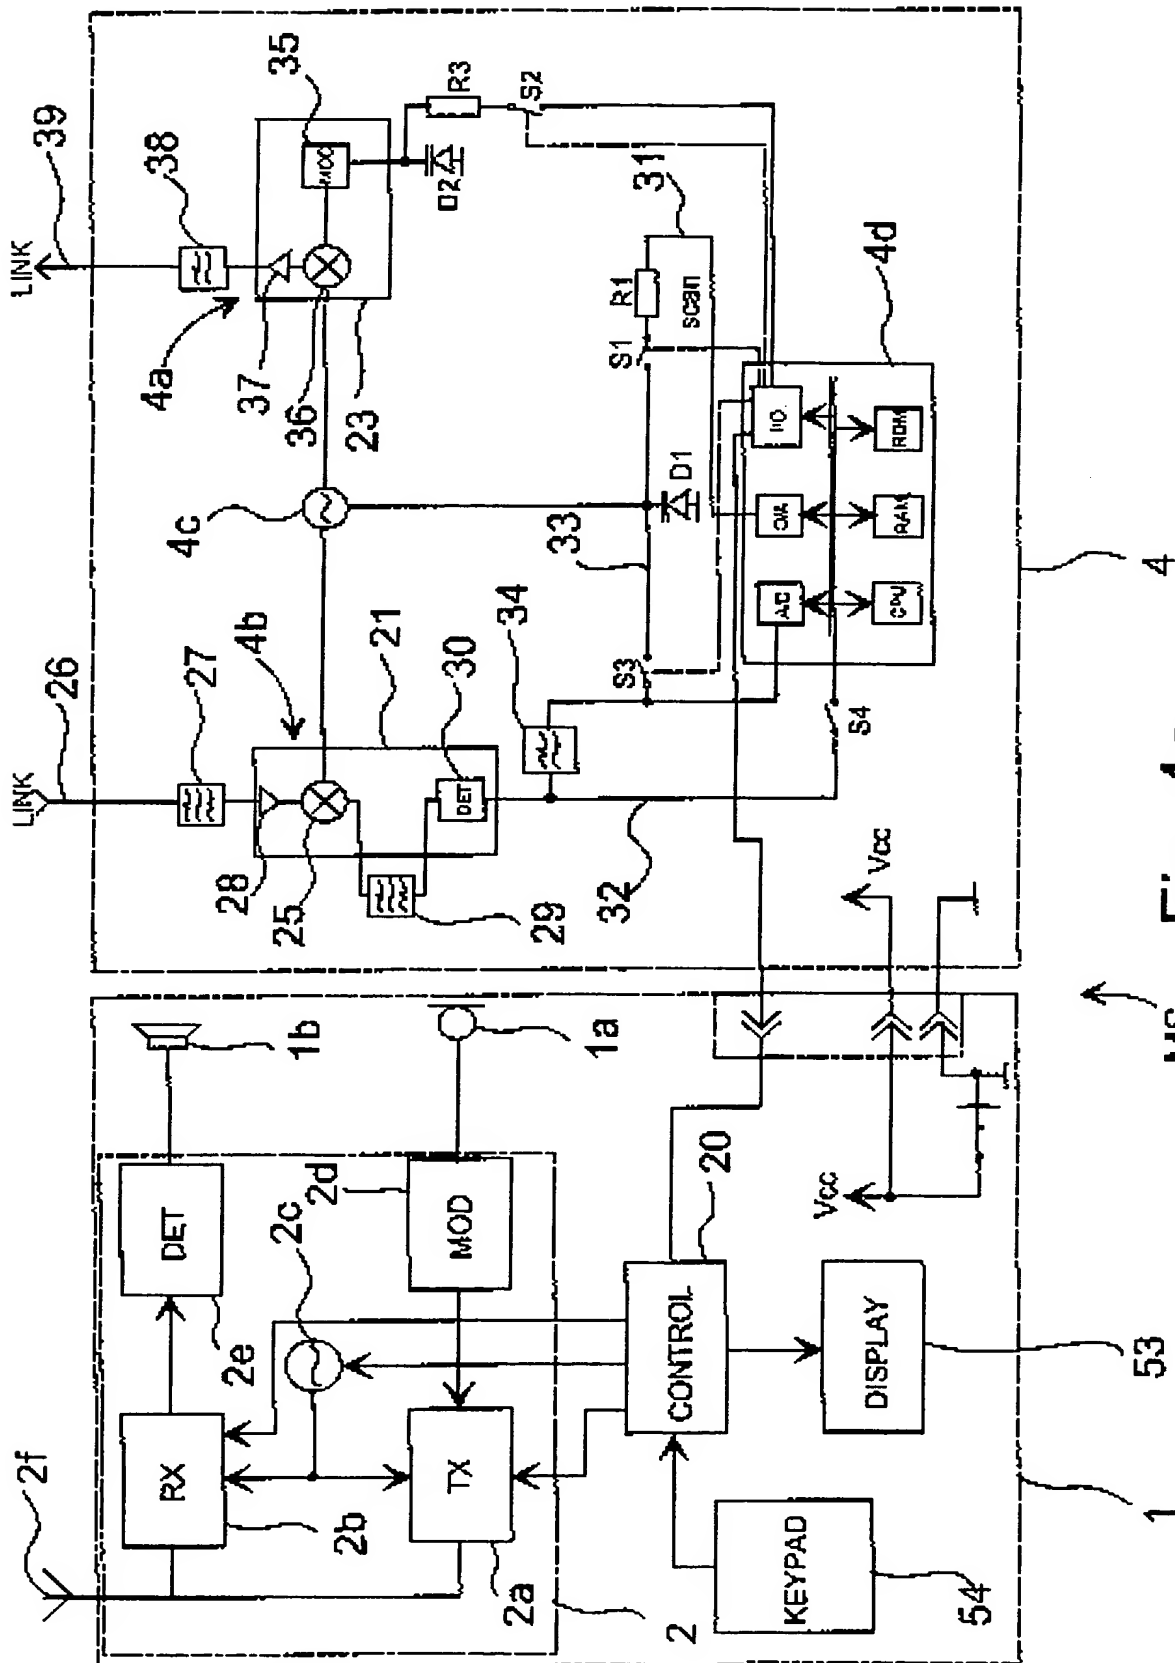 2f
RX
2b
DET
2e
1b
2c
TX
2a
MOD
2d
1a
2
CONTROL
20
KEYPAD
54
DISPLAY
53
Vcc
1
LINK
26
27
4b
28
25
21
30
DET
29
34
32
33
4c
LINK
39
38
4a
37
36
23
35
MOD
R3
S2
D2
31
R1
S1
scan
D1
S3
S4
4d
A/D
I/O
CPU
RAM
ROM
Vcc
4
MS